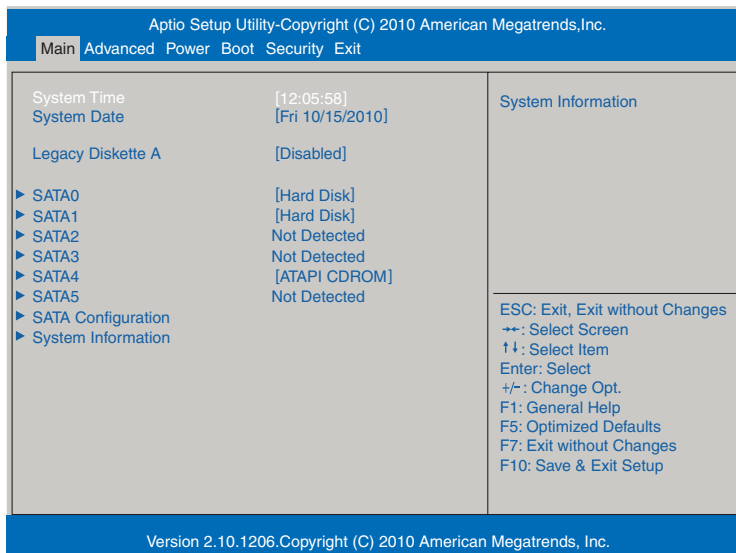 Aptio Setup Utility-Copyright (C) 2010 American Megatrends,Inc.
Main Advanced Power Boot Security Exit
System Time [12:05:58]
System Date [Fri 10/15/2010]
Legacy Diskette A [Disabled]
SATA0 [Hard Disk]
SATA1 [Hard Disk]
SATA2 Not Detected
SATA3 Not Detected
SATA4 [ATAPI CDROM]
SATA5 Not Detected
SATA Configuration
System Information
System Information
ESC: Exit, Exit without Changes
→←: Select Screen
↑↓: Select Item
Enter: Select
+/-: Change Opt.
F1: General Help
F5: Optimized Defaults
F7: Exit without Changes
F10: Save & Exit Setup
Version 2.10.1206.Copyright (C) 2010 American Megatrends, Inc.